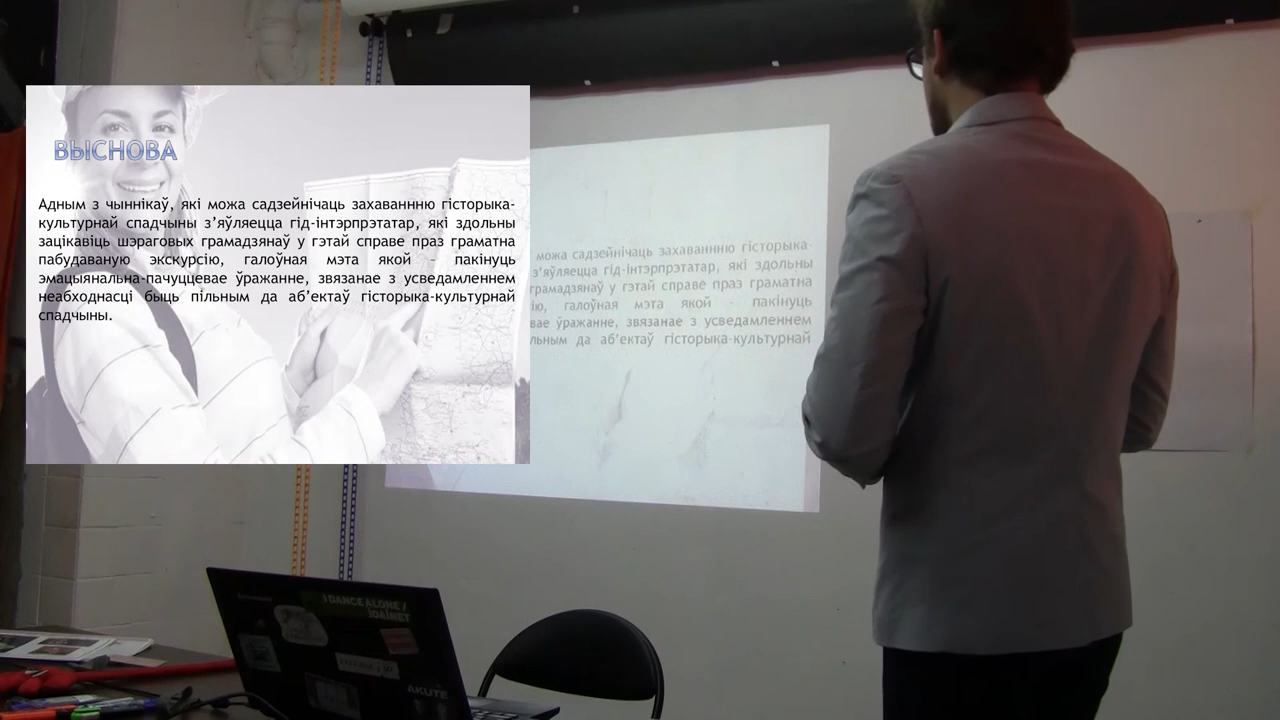 ВЫСНОВА
Адным з чыннікаў, які можа садзейнічаць захаваннню гісторыка-
культурнай спадчыны з’яўляецца гід-інтэрпрэтатар, які здольны
зацікавіць шэраговых грамадзянаў у гэтай справе праз граматна
пабудаваную экскурсію, галоўная мэта якой – пакінуць
эмацыянальна-пачуццевае ўражанне, звязанае з усведамленнем
неабходнасці быць пільным да аб’ектаў гісторыка-культурнай
спадчыны.
можа садзейнічаць захаваннню гісторыка-
з’яўляецца гід-інтэрпрэтатар, які здольны
грамадзянаў у гэтай справе праз граматна
ію, галоўная мэта якой – пакінуць
вае ўражанне, звязанае з усведамленнем
льным да аб’ектаў гісторыка-культурнай
DANCE ALONE /
AKUTE